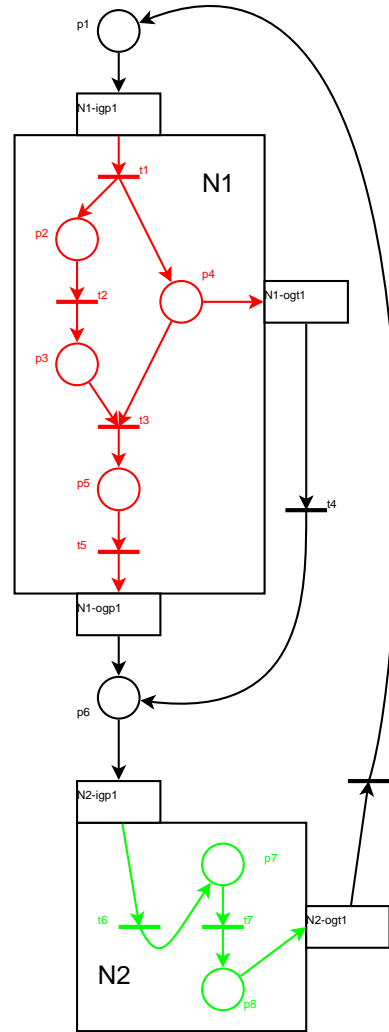 p1
N1-igp1
t1
N1
p2
p4
t2
N1-ogt1
p3
t3
p5
t4
t5
N1-ogp1
p6
N2-igp1
p7
t6
t7
N2-ogt1
N2
p8